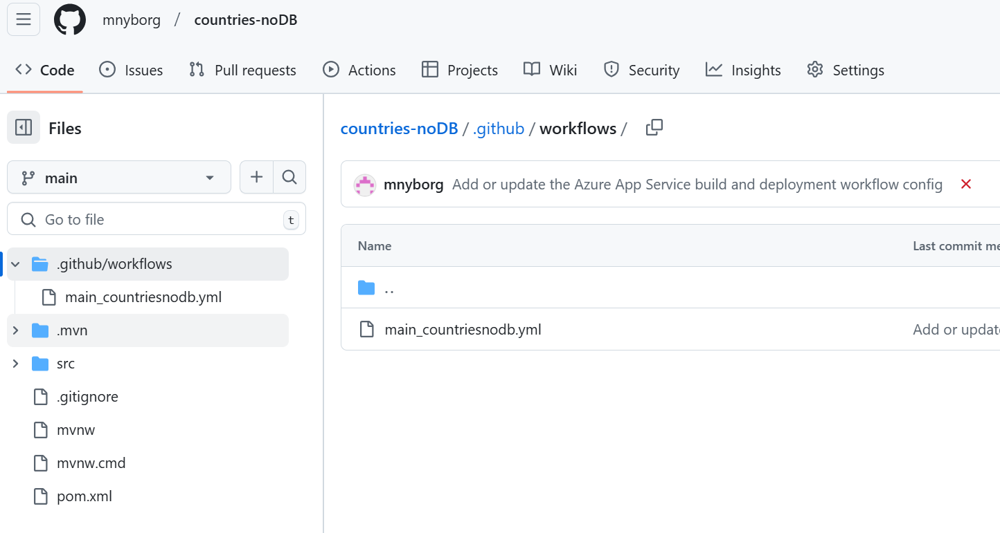 mnyborg / countries-noDB
Code Issues Pull requests Actions Projects Wiki Security Insights Settings
Files
main
Go to file t
.github/workflows
main_countriesnodb.yml
.mvn
src
.gitignore
mvnw
mvnw.cmd
pom.xml
countries-noDB / .github / workflows /
mnyborg Add or update the Azure App Service build and deployment workflow config
Name Last commit me
..
main_countriesnodb.yml Add or updat